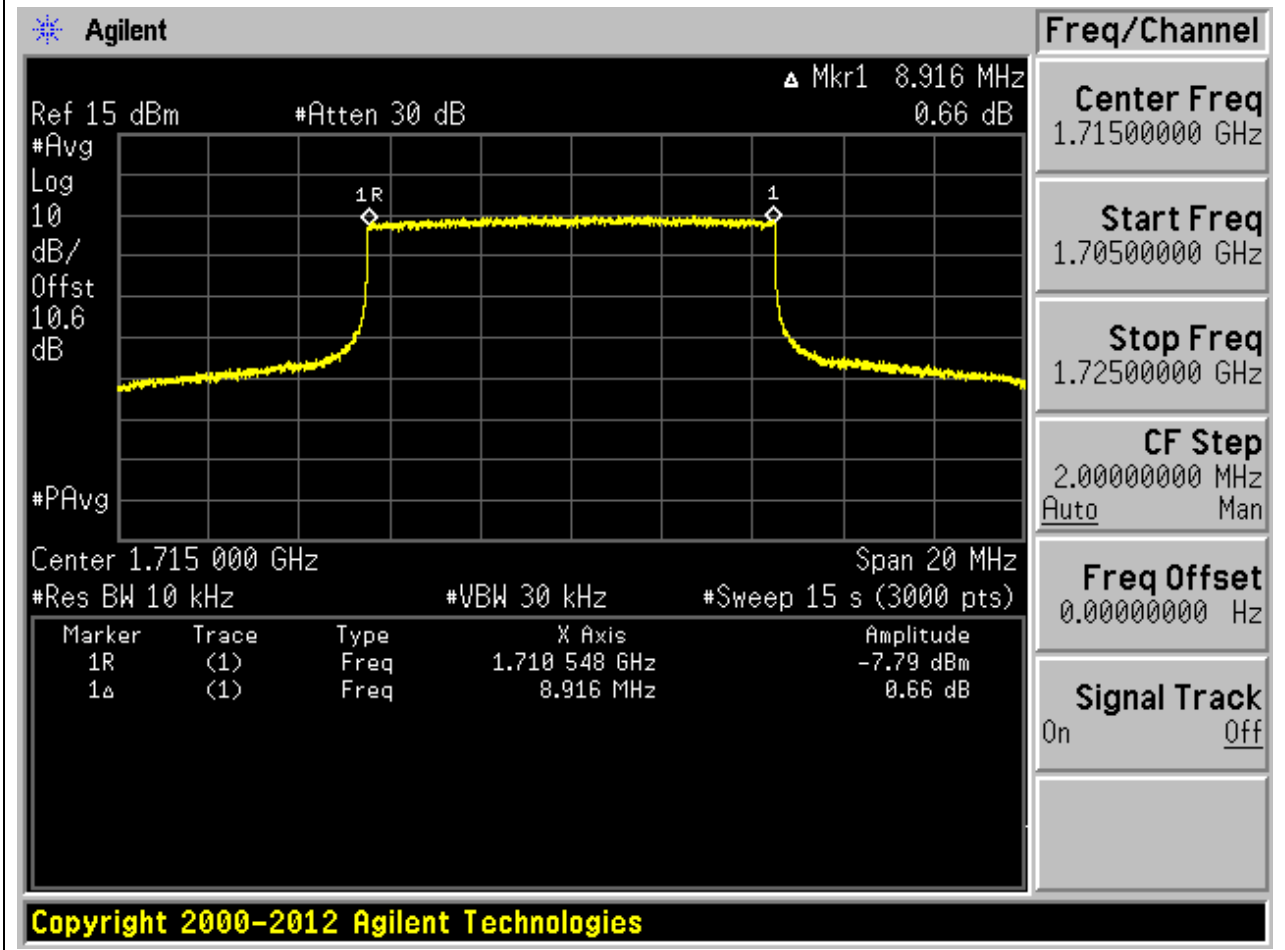 Agilent
Freq/Channel
Δ Mkr1 8.916 MHz
Ref 15 dBm #Atten 30 dB 0.66 dB
#Avg
Log
10
dB/
Offst
10.6
dB
#PAvg
1R
1
Center 1.715 000 GHz Span 20 MHz
#Res BW 10 kHz #VBW 30 kHz #Sweep 15 s (3000 pts)
Marker Trace Type X Axis Amplitude
1R (1) Freq 1.710 548 GHz -7.79 dBm
1Δ (1) Freq 8.916 MHz 0.66 dB
Center Freq
1.71500000 GHz
Start Freq
1.70500000 GHz
Stop Freq
1.72500000 GHz
CF Step
2.00000000 MHz
Auto Man
Freq Offset
0.00000000 Hz
Signal Track
On Off
Copyright 2000-2012 Agilent Technologies